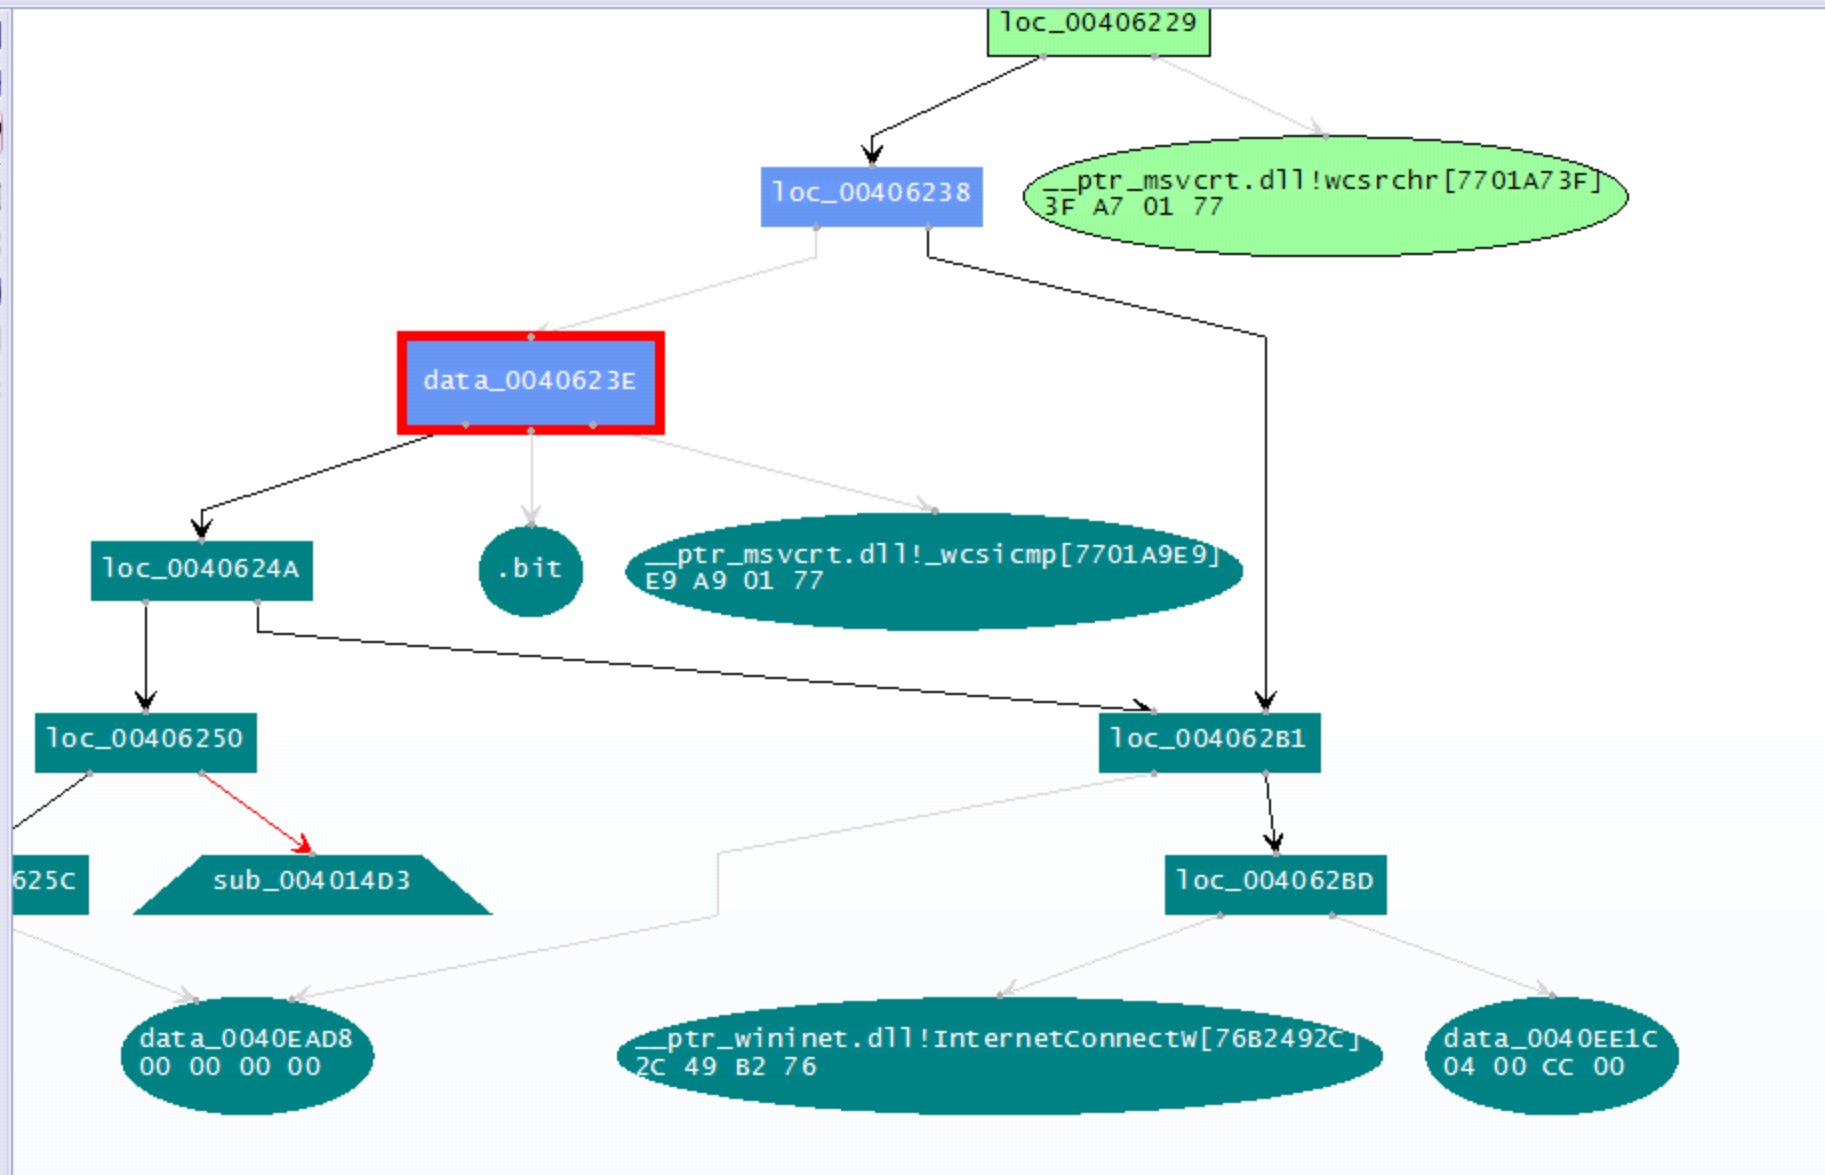 loc_00406229
loc_00406238
__ptr_msvcrt.dll!wcsrchr[7701A73F]
3F A7 01 77
data_0040623E
loc_0040624A
.bit
__ptr_msvcrt.dll!_wcsicmp[7701A9E9]
E9 A9 01 77
loc_00406250
loc_004062B1
625C
sub_004014D3
loc_004062BD
data_0040EAD8
00 00 00 00
__ptr_wininet.dll!InternetConnectW[76B2492C]
2C 49 B2 76
data_0040EE1C
04 00 CC 00